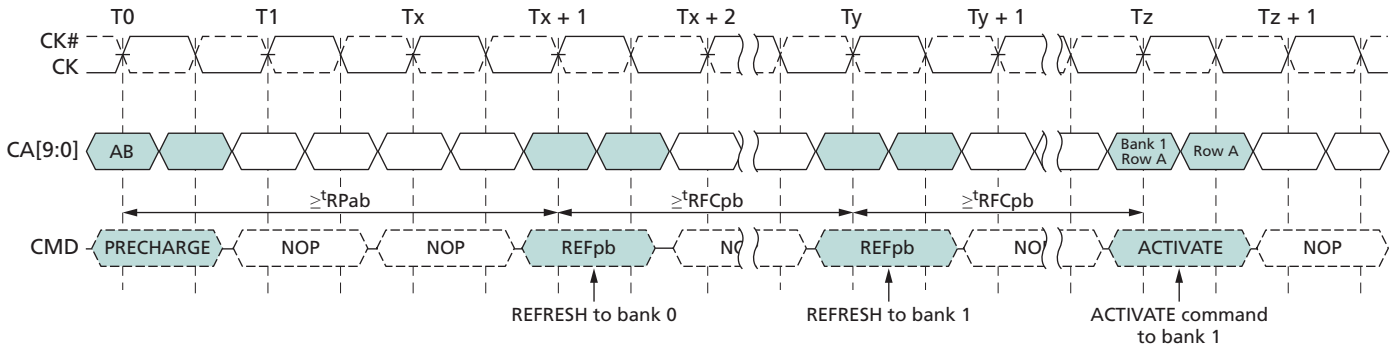 T0 T1 Tx Tx + 1 Tx + 2 Ty Ty + 1 Tz Tz + 1
CK#
CK
CA[9:0] AB Bank 1 Row A Row A
≥tRPab ≥tRFCpb ≥tRFCpb
CMD PRECHARGE NOP NOP REFpb REFpb ACTIVATE NOP
REFRESH to bank 0 REFRESH to bank 1 ACTIVATE command
to bank 1